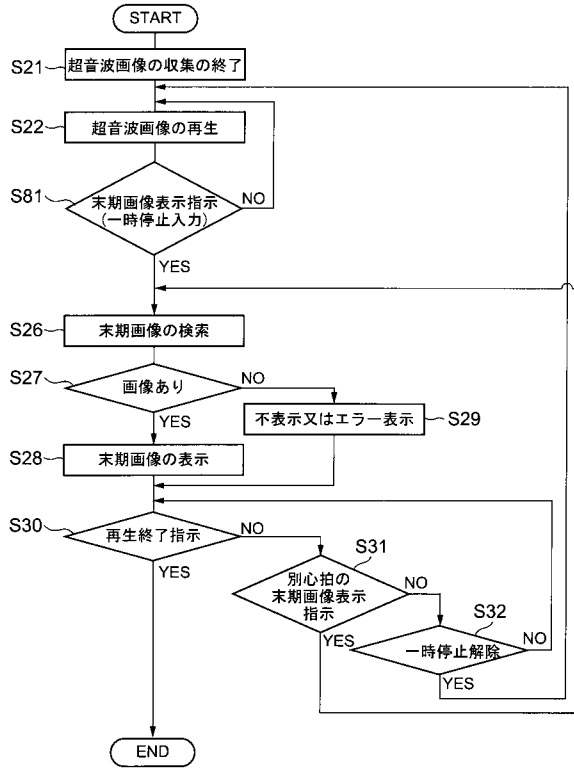 START
S21
超音波画像の収集の終了
S22
超音波画像の再生
S81
末期画像表示指示
(一時停止入力)
NO
YES
S26
末期画像の検索
S27
画像あり
NO
YES
不表示又はエラー表示
S29
S28
末期画像の表示
S30
再生終了指示
NO
YES
S31
別心拍の
末期画像表示
指示
NO
YES
S32
一時停止解除
NO
YES
END